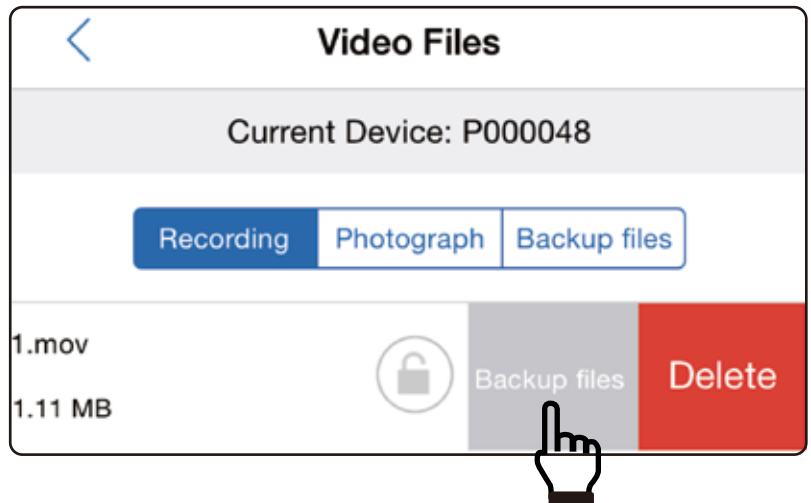 Video Files
Current Device: P000048
Recording Photograph Backup files
1.mov
Backup files Delete
1.11 MB